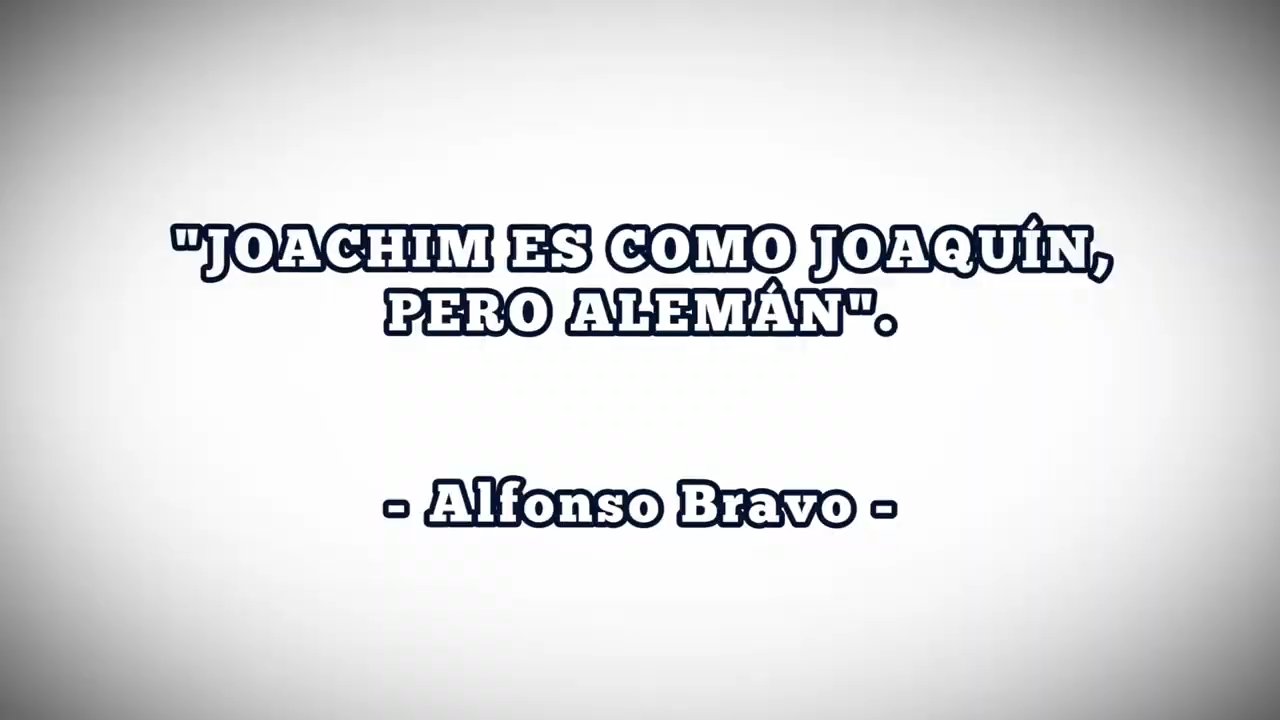 "JOACHIM ES COMO JOAQUÍN,
PERO ALEMÁN".
- Alfonso Bravo -